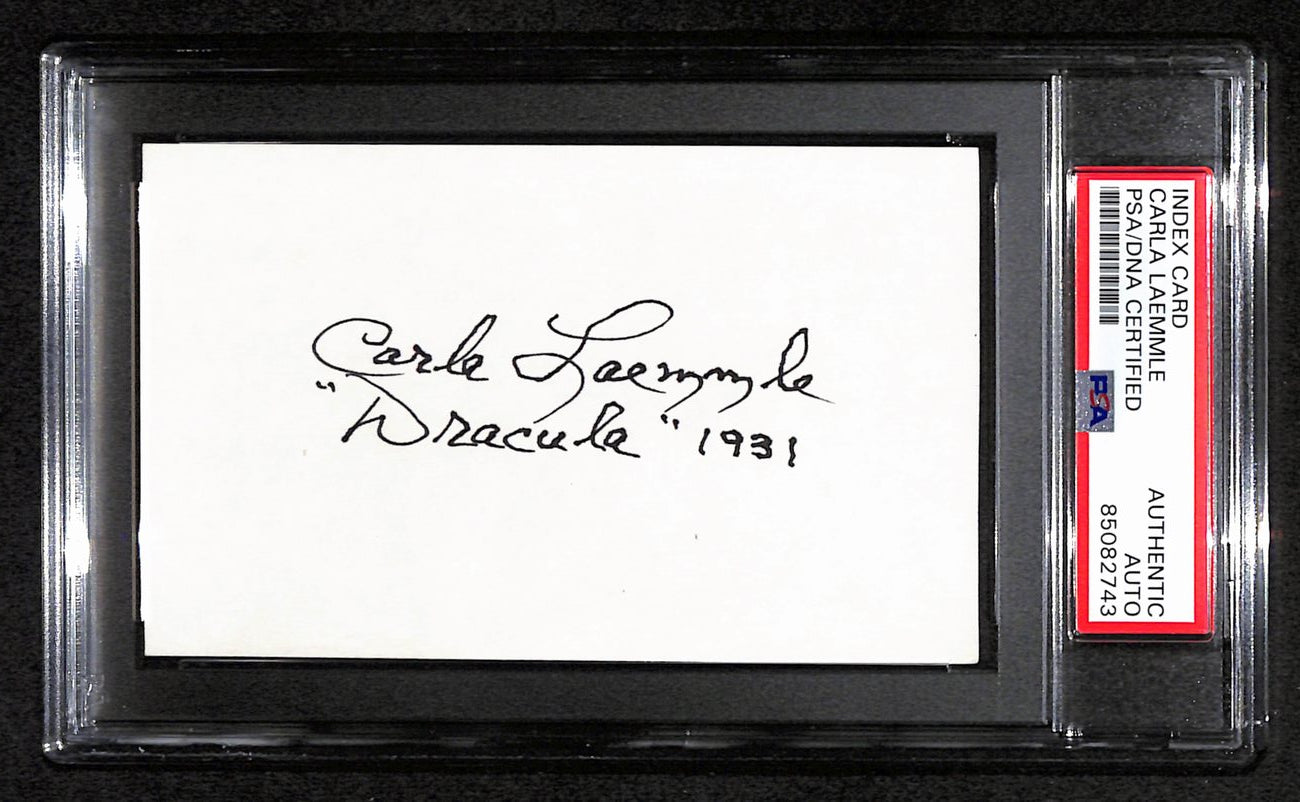 Carla Laemmle
"Dracula" 1931
INDEX CARD
CARLA LAEMMLE
PSA/DNA CERTIFIED
AUTHENTIC
AUTO
85082743
PSA